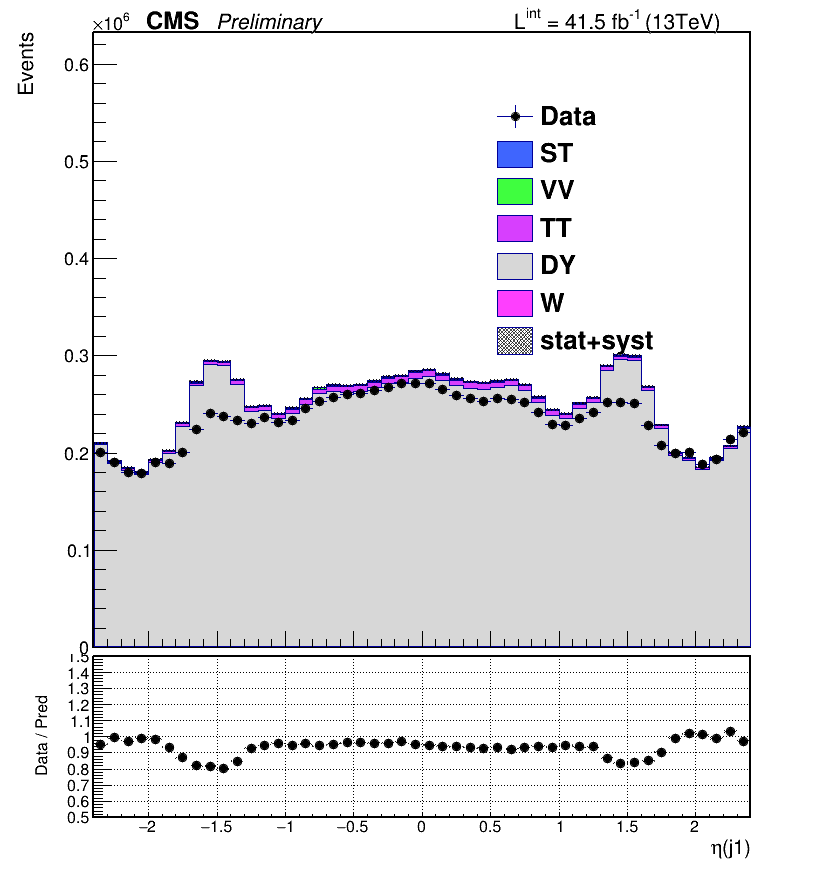 ×10⁶ CMS Preliminary L^int = 41.5 fb⁻¹ (13TeV)
Events
0.6
0.5
0.4
0.3
0.2
0.1
0
Data
ST
VV
TT
DY
W
stat+syst
Data / Pred
1.5
1.4
1.3
1.2
1.1
1
0.9
0.8
0.7
0.6
0.5
−2 −1.5 −1 −0.5 0 0.5 1 1.5 2
η(j1)